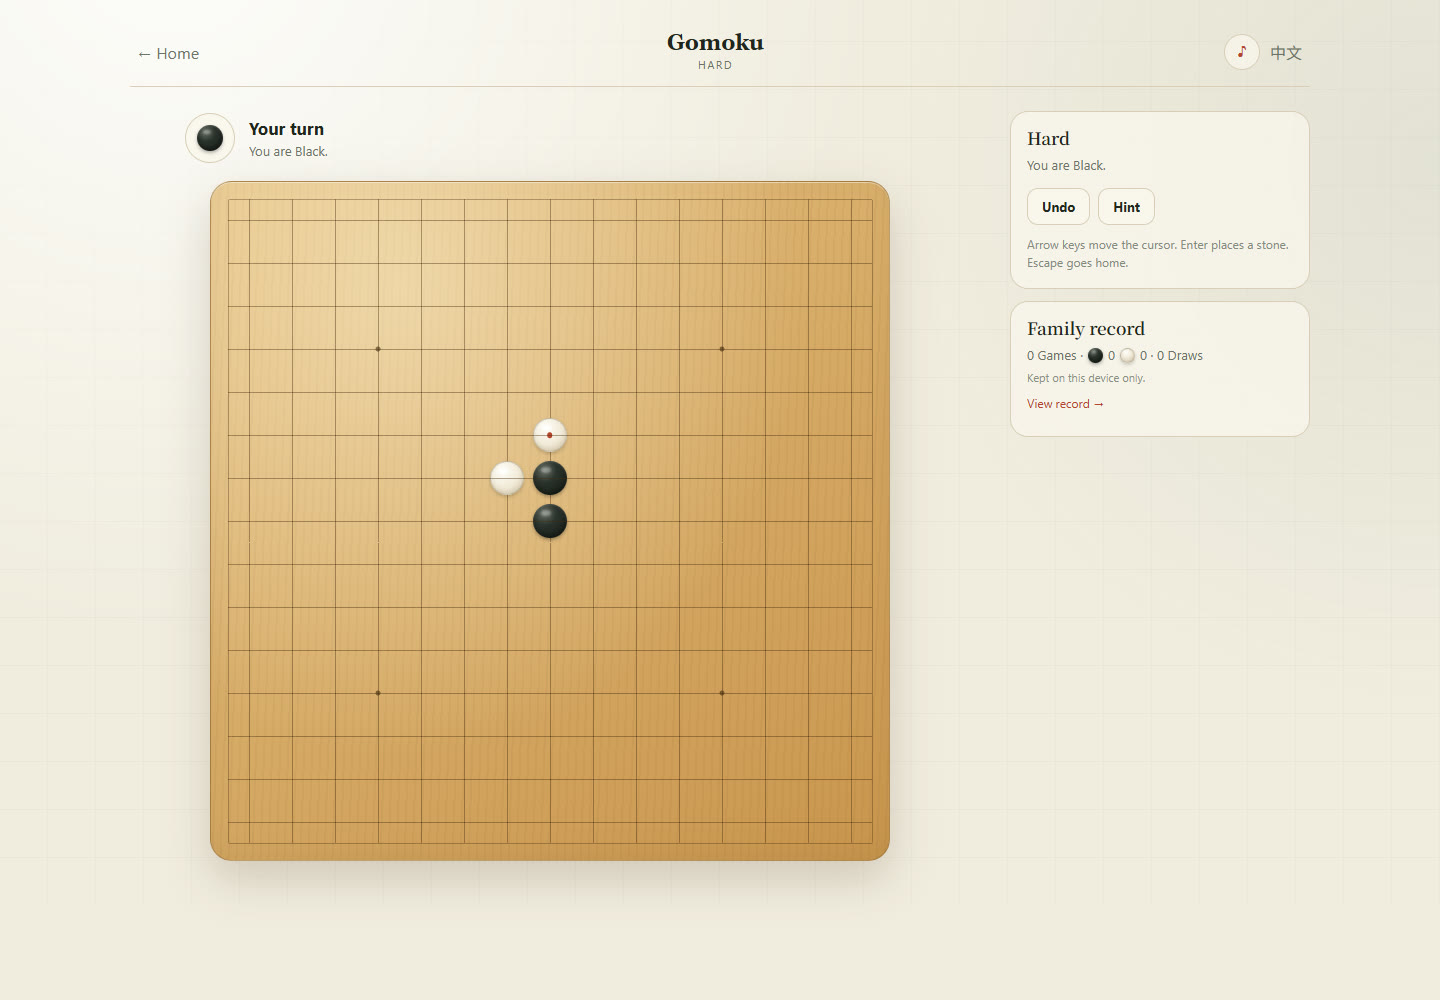 ← Home
Gomoku
HARD
♪
中文
Your turn
You are Black.
Hard
You are Black.
Undo
Hint
Arrow keys move the cursor. Enter places a stone.
Escape goes home.
Family record
0 Games · 0 0 · 0 Draws
Kept on this device only.
View record →